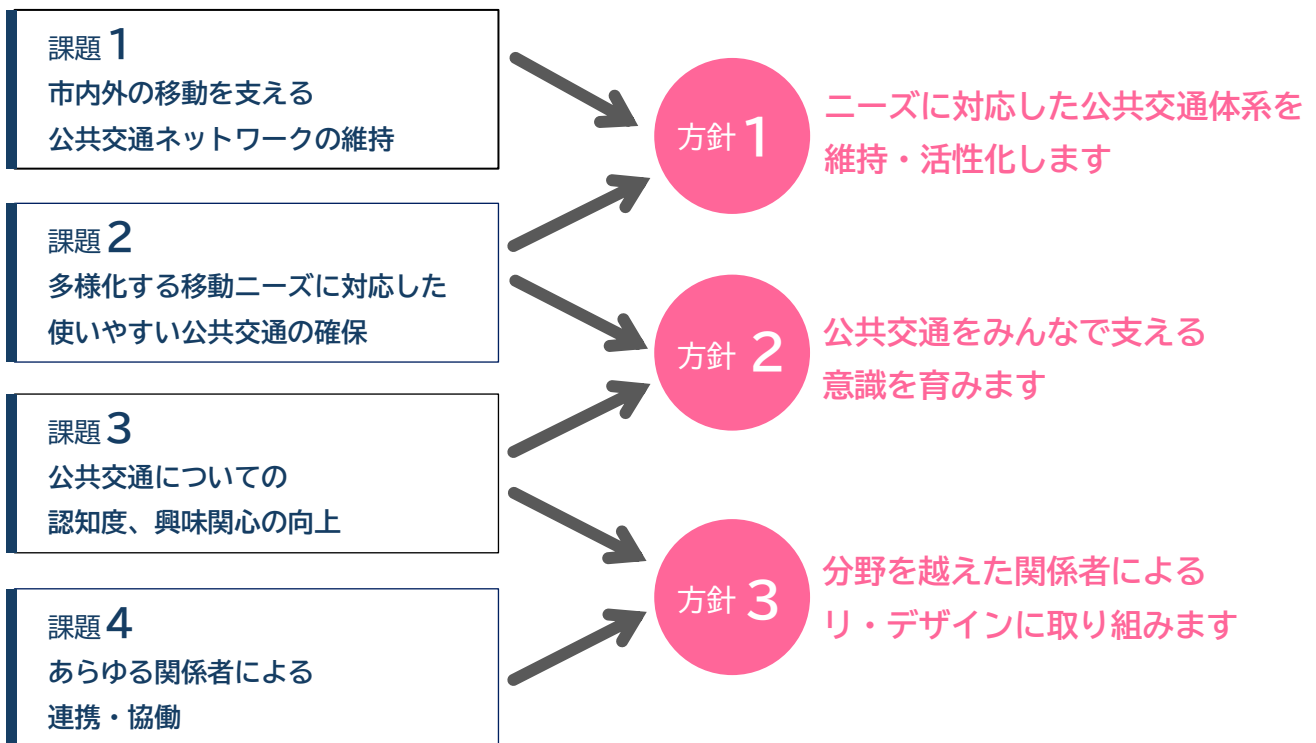 課題1
市内外の移動を支える
公共交通ネットワークの維持
課題2
多様化する移動ニーズに対応した
使いやすい公共交通の確保
課題3
公共交通についての
認知度、興味関心の向上
課題4
あらゆる関係者による
連携・協働
方針1
ニーズに対応した公共交通体系を
維持・活性化します
方針2
公共交通をみんなで支える
意識を育みます
方針3
分野を越えた関係者による
リ・デザインに取り組みます